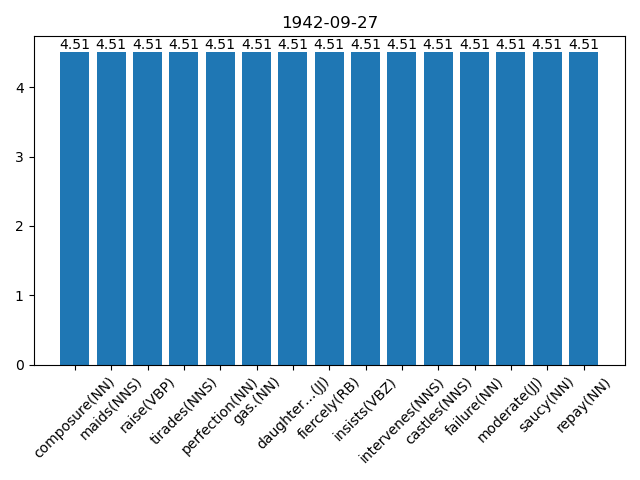 1942-09-27
4.51 4.51 4.51 4.51 4.51 4.51 4.51 4.51 4.51 4.51 4.51 4.51 4.51 4.51 4.51
4
3
2
1
0
composure(NN)
maids(NNS)
raise(VBP)
tirades(NNS)
perfection(NN)
gas.(NN)
daughter...(JJ)
fiercely(RB)
insists(VBZ)
intervenes(NNS)
castles(NNS)
failure(NN)
moderate(JJ)
saucy(NN)
repay(NN)